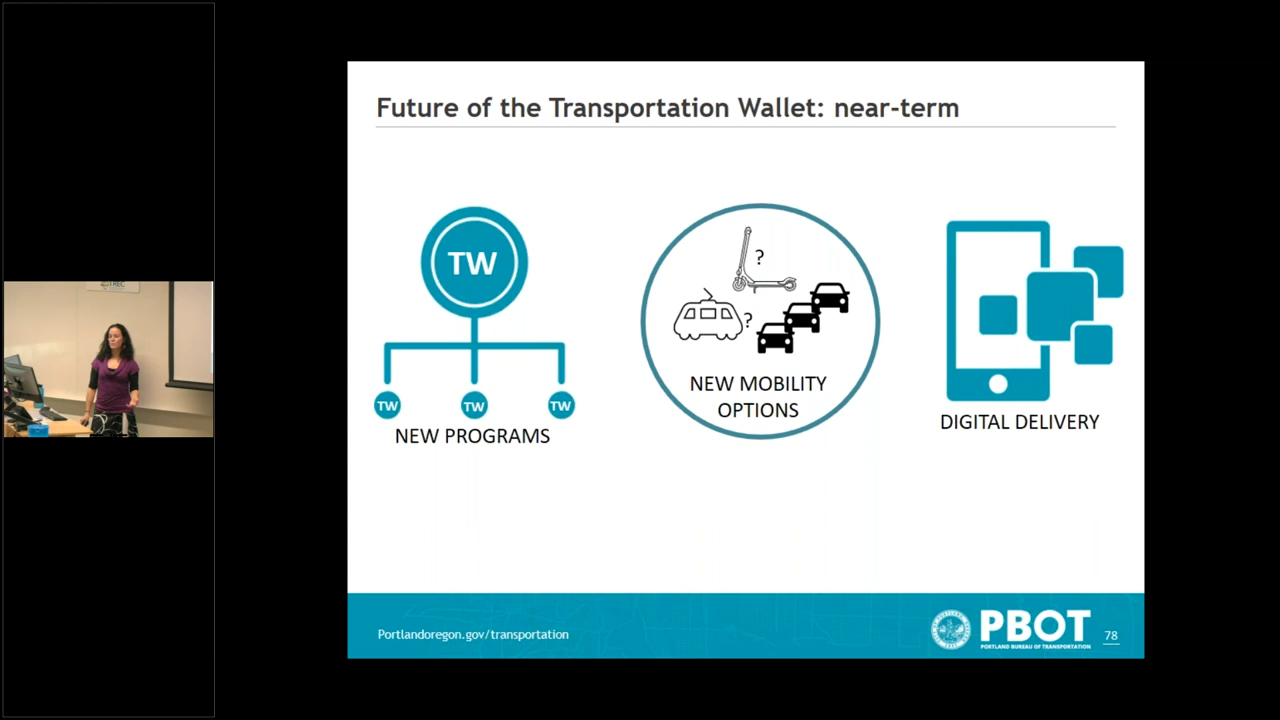 TREC
Future of the Transportation Wallet: near-term
TW
TW TW TW
NEW PROGRAMS
?
?
NEW MOBILITY
OPTIONS
DIGITAL DELIVERY
Portlandoregon.gov/transportation
PBOT
PORTLAND BUREAU OF TRANSPORTATION
78